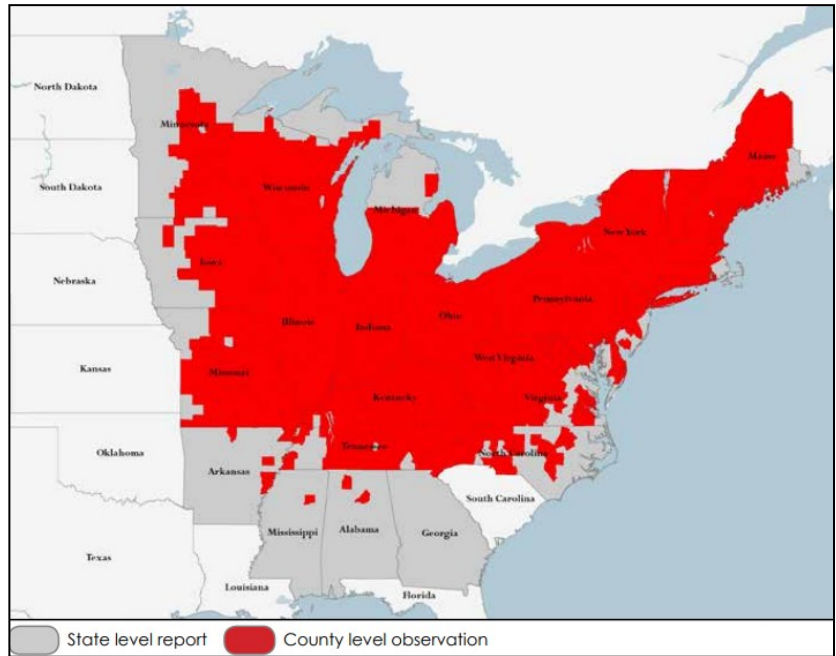 North Dakota
Minnesota
Maine
South Dakota
Wisconsin
Michigan
New York
Iowa
Nebraska
Pennsylvania
Illinois
Indiana
Ohio
West Virginia
Kansas
Missouri
Kentucky
Virginia
Tennessee
North Carolina
Oklahoma
Arkansas
South Carolina
Mississippi
Alabama
Georgia
Texas
Louisiana
Florida
State level report County level observation